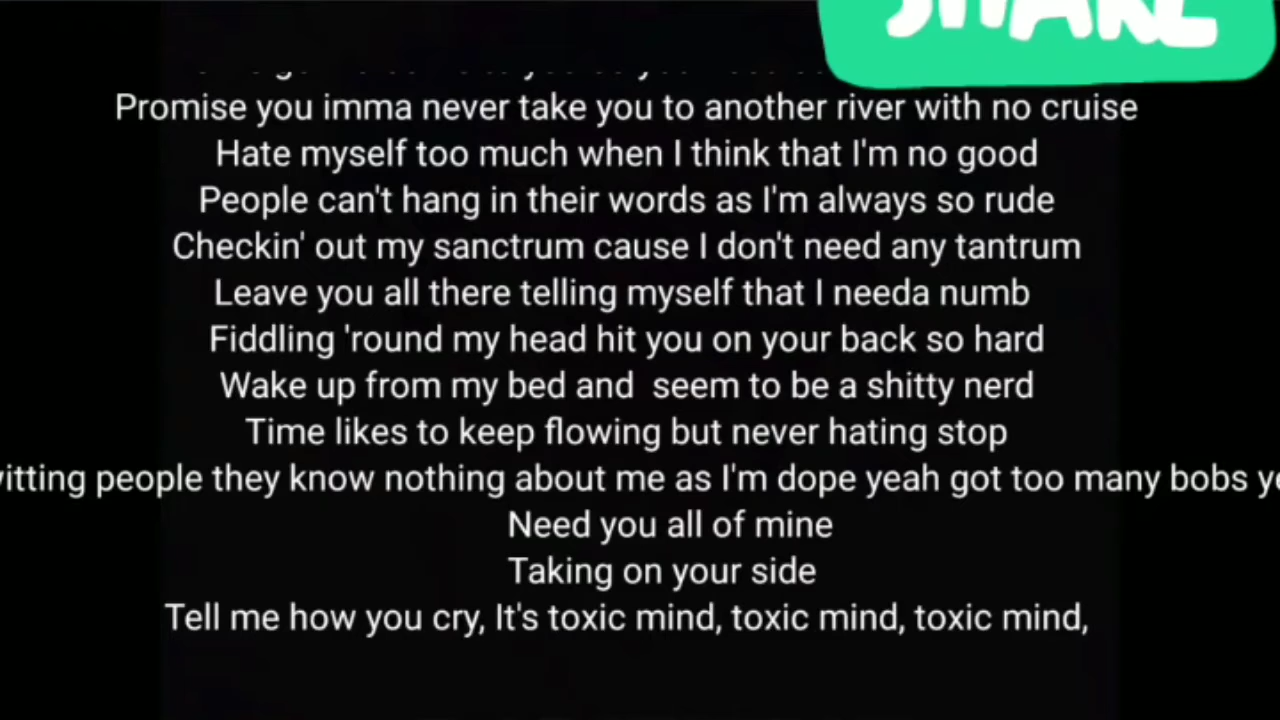 SHARE
Promise you imma never take you to another river with no cruise
Hate myself too much when I think that I'm no good
People can't hang in their words as I'm always so rude
Checkin' out my sanctrum cause I don't need any tantrum
Leave you all there telling myself that I needa numb
Fiddling 'round my head hit you on your back so hard
Wake up from my bed and  seem to be a shitty nerd
Time likes to keep flowing but never hating stop
people they know nothing about me as I'm dope yeah got too many bobs
Need you all of mine
Taking on your side
Tell me how you cry, It's toxic mind, toxic mind, toxic mind,